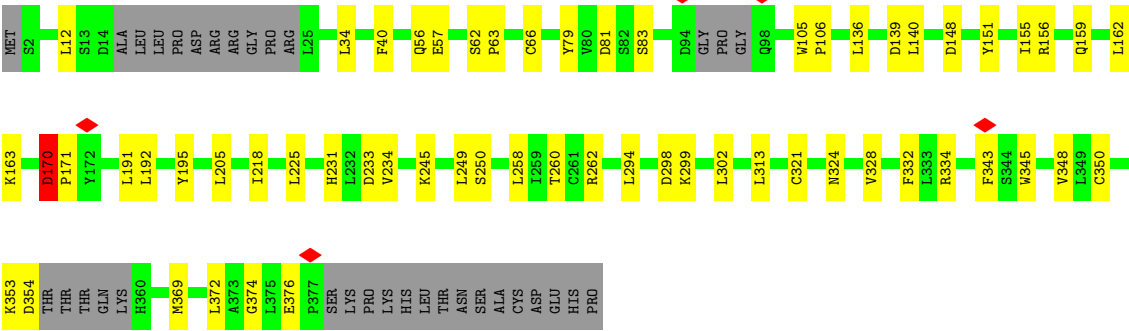 MET S2 L12 S13 D14 ALA LEU LEU PRO ASP ARG ARG GLY PRO ARG L25 L34 F40 Q56 E57 S62 P63 C66 Y79 V80 D81 S82 S83 D94 GLY PRO GLY Q98 W105 P106 L136 D139 L140 D148 Y151 I155 R156 Q159 L162
K163 D170 P171 Y172 L191 L192 Y195 L205 I218 L225 H231 L232 D233 V234 K245 L249 S250 L258 I259 T260 C261 R262 L294 D298 K299 L302 L313 C321 N324 V328 F332 L333 R334 F343 S344 W345 V348 L349 C350
K353 D354 THR THR THR GLN LYS H360 M369 L372 A373 G374 L375 E376 P377 SER LYS PRO LYS HIS LEU THR ASN SER ALA CYS ASP GLU HIS PRO